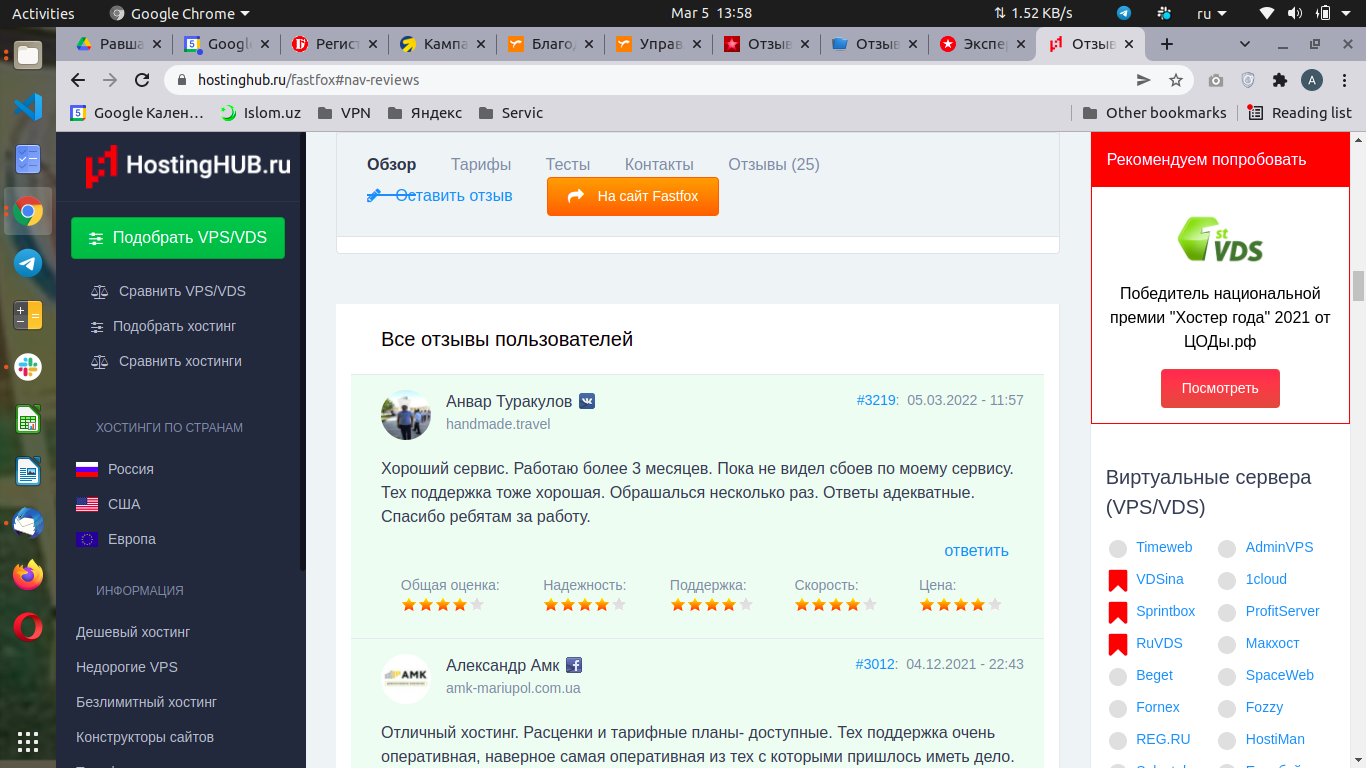 Activities
Google Chrome
Mar 5 13:58
1.52 KB/s
ru
Равша
Googl
Регист
Кампа
Благод
Управ
Отзыв
Отзыв
Экспе
Отзыв
hostinghub.ru/fastfox#nav-reviews
A
Google Кален…
Islom.uz
VPN
Яндекс
Servic
Other bookmarks
Reading list
HostingHUB.ru
Подобрать VPS/VDS
Сравнить VPS/VDS
Подобрать хостинг
Сравнить хостинги
ХОСТИНГИ ПО СТРАНАМ
Россия
США
Европа
ИНФОРМАЦИЯ
Дешевый хостинг
Недорогие VPS
Безлимитный хостинг
Конструкторы сайтов
Обзор
Тарифы
Тесты
Контакты
Отзывы (25)
Оставить отзыв
На сайт Fastfox
Все отзывы пользователей
Анвар Туракулов
#3219: 05.03.2022 - 11:57
handmade.travel
Хороший сервис. Работаю более 3 месяцев. Пока не видел сбоев по моему сервису.
Тех поддержка тоже хорошая. Обрашалься несколько раз. Ответы адекватные.
Спасибо ребятам за работу.
ответить
Общая оценка:
Надежность:
Поддержка:
Скорость:
Цена:
Александр Амк
#3012: 04.12.2021 - 22:43
АМК
amk-mariupol.com.ua
Отличный хостинг. Расценки и тарифные планы- доступные. Тех поддержка очень
оперативная, наверное самая оперативная из тех с которыми пришлось иметь дело.
Рекомендуем попробовать
1st
VDS
Победитель национальной
премии "Хостер года" 2021 от
ЦОДы.рф
Посмотреть
Виртуальные сервера
(VPS/VDS)
Timeweb
AdminVPS
VDSina
1cloud
Sprintbox
ProfitServer
RuVDS
Макхост
Beget
SpaceWeb
Fornex
Fozzy
REG.RU
HostiMan